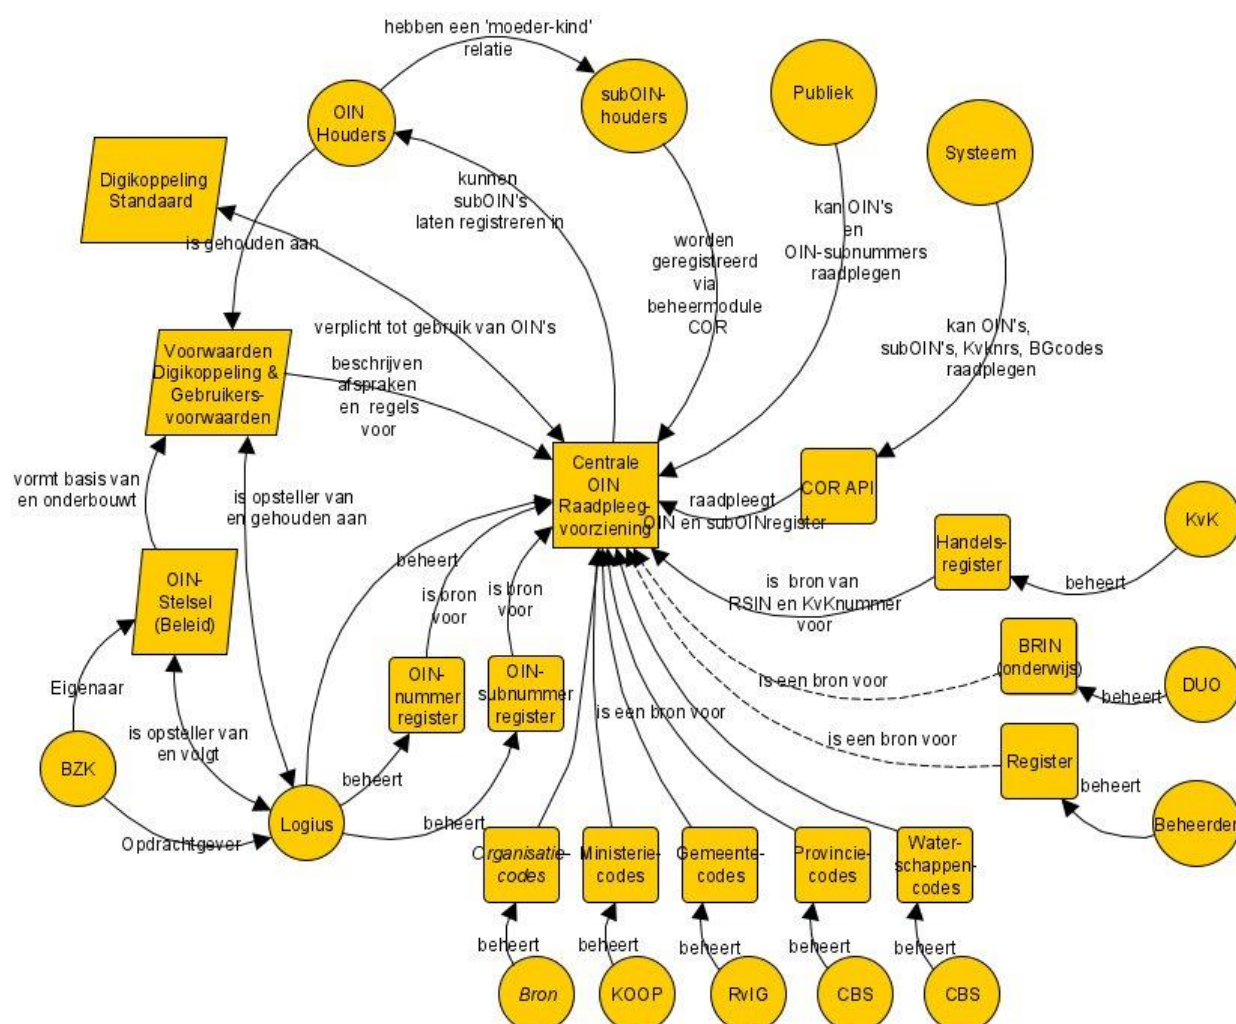 hebben een 'moeder-kind'
relatie
OIN
Houders
subOIN-
houders
Publiek
Systeem
Digikoppeling
Standaard
kunnen
subOIN's
laten registreren in
is gehouden aan
worden
geregistreerd
via
beheermodule
COR
kan OIN's
en
OIN-subnummers
raadplegen
kan OIN's,
subOIN's, Kvknrs, BGcodes
raadplegen
verplicht tot gebruik van OIN's
Voorwaarden
Digikoppeling &
Gebruikers-
voorwaarden
beschrijven
afspraken
en regels
voor
Centrale
OIN
Raadpleeg-
voorziening
raadpleegt
OIN en subOINregister
COR API
vormt basis van
en onderbouwt
is opsteller van
en gehouden aan
beheert
is bron
voor
is bron
voor
is bron van
RSIN en KvKnummer
voor
Handels-
register
beheert
KvK
OIN-
Stelsel
(Beleid)
Eigenaar
BZK
is opsteller van
en volgt
Opdrachtgever
Logius
beheert
beheert
OIN-
nummer
register
OIN-
subnummer
register
is een bron voor
is een bron voor
BRIN
(onderwijs)
beheert
DUO
is een bron voor
Register
beheert
Beheerder
Organisatie-
codes
Ministerie-
codes
Gemeente-
codes
Provincie-
codes
Water-
schappen-
codes
beheert
beheert
beheert
beheert
beheert
Bron
KOOP
RvIG
CBS
CBS